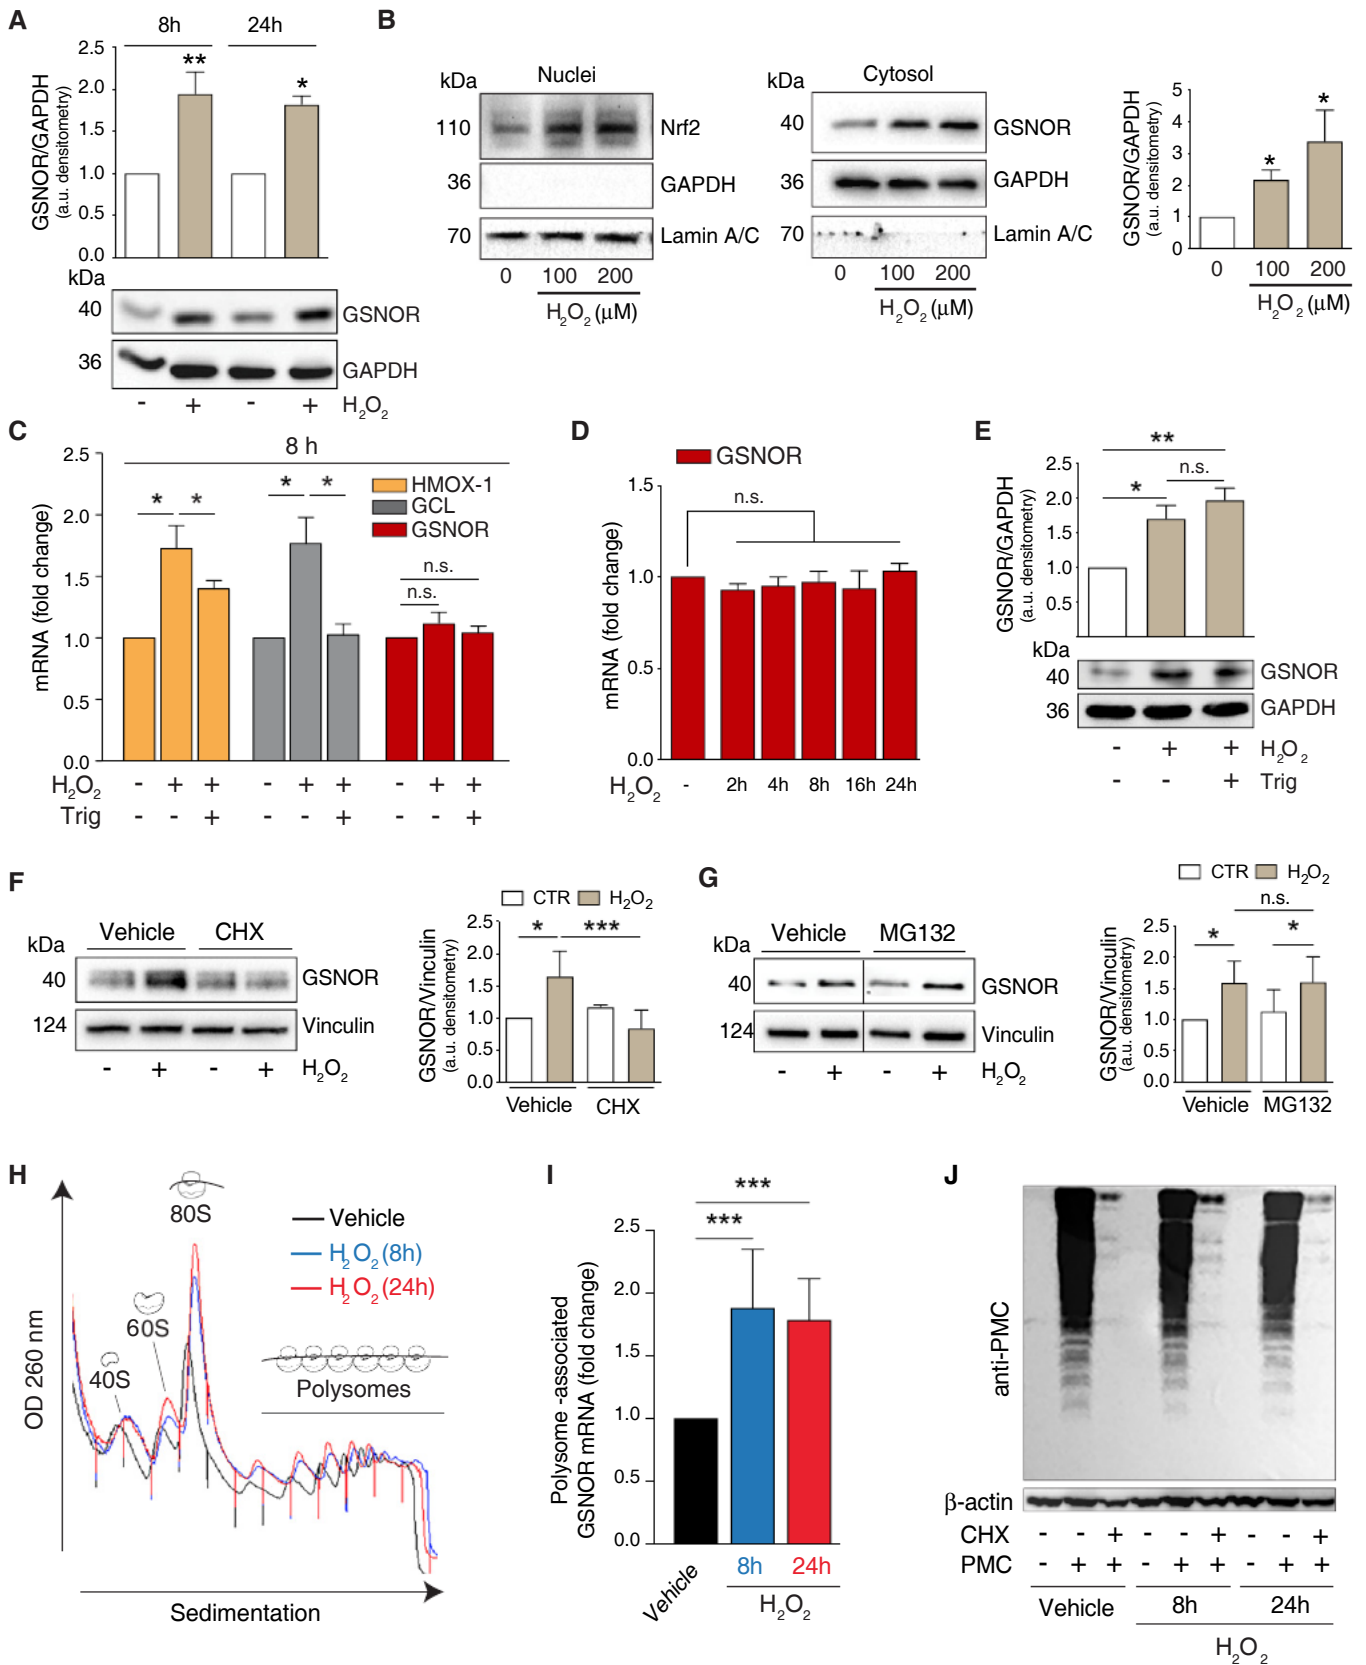 A
8h
24h
2.5
2.0
1.5
1.0
0.5
0.0
GSNOR/GAPDH
(a.u. densitometry)
**
*
kDa
40
GSNOR
36
GAPDH
- + - + H2O2
B
kDa
Nuclei
110
Nrf2
36
GAPDH
70
Lamin A/C
0 100 200
H2O2 (µM)
kDa
Cytosol
40
GSNOR
36
GAPDH
70
Lamin A/C
0 100 200
H2O2 (µM)
GSNOR/GAPDH
(a.u. densitometry)
5
4
3
2
1
0
*
*
0 100 200
H2O2 (µM)
C
8 h
mRNA (fold change)
2.5
2.0
1.5
1.0
0.5
0.0
* *
* *
n.s.
n.s.
HMOX-1
GCL
GSNOR
H2O2 - + + - + + - + +
Trig - - + - - + - - +
D
GSNOR
mRNA (fold change)
1.5
1.0
0.5
0.0
n.s.
H2O2 - 2h 4h 8h 16h 24h
E
GSNOR/GAPDH
(a.u. densitometry)
2.5
2.0
1.5
1.0
0.5
**
n.s.
*
kDa
40
GSNOR
36
GAPDH
- + + H2O2
- - + Trig
F
Vehicle CHX
kDa
40
GSNOR
124
Vinculin
- + - + H2O2
CTR H2O2
GSNOR/Vinculin
(a.u. densitometry)
2.5
2.0
1.5
1.0
0.5
0.0
* ***
Vehicle CHX
G
Vehicle MG132
kDa
40
GSNOR
124
Vinculin
- + - + H2O2
CTR H2O2
GSNOR/Vinculin
(a.u. densitometry)
2.5
2.0
1.5
1.0
0.5
0.0
n.s.
* *
Vehicle MG132
H
OD 260 nm
40S
60S
80S
Vehicle
H2O2 (8h)
H2O2 (24h)
Polysomes
Sedimentation
I
Polysome -associated
GSNOR mRNA (fold change)
2.5
2.0
1.5
1.0
0.5
0.0
***
***
Vehicle
8h 24h
H2O2
J
anti-PMC
β-actin
CHX - - + - - + - - +
PMC - + + - + + - + +
Vehicle 8h 24h
H2O2